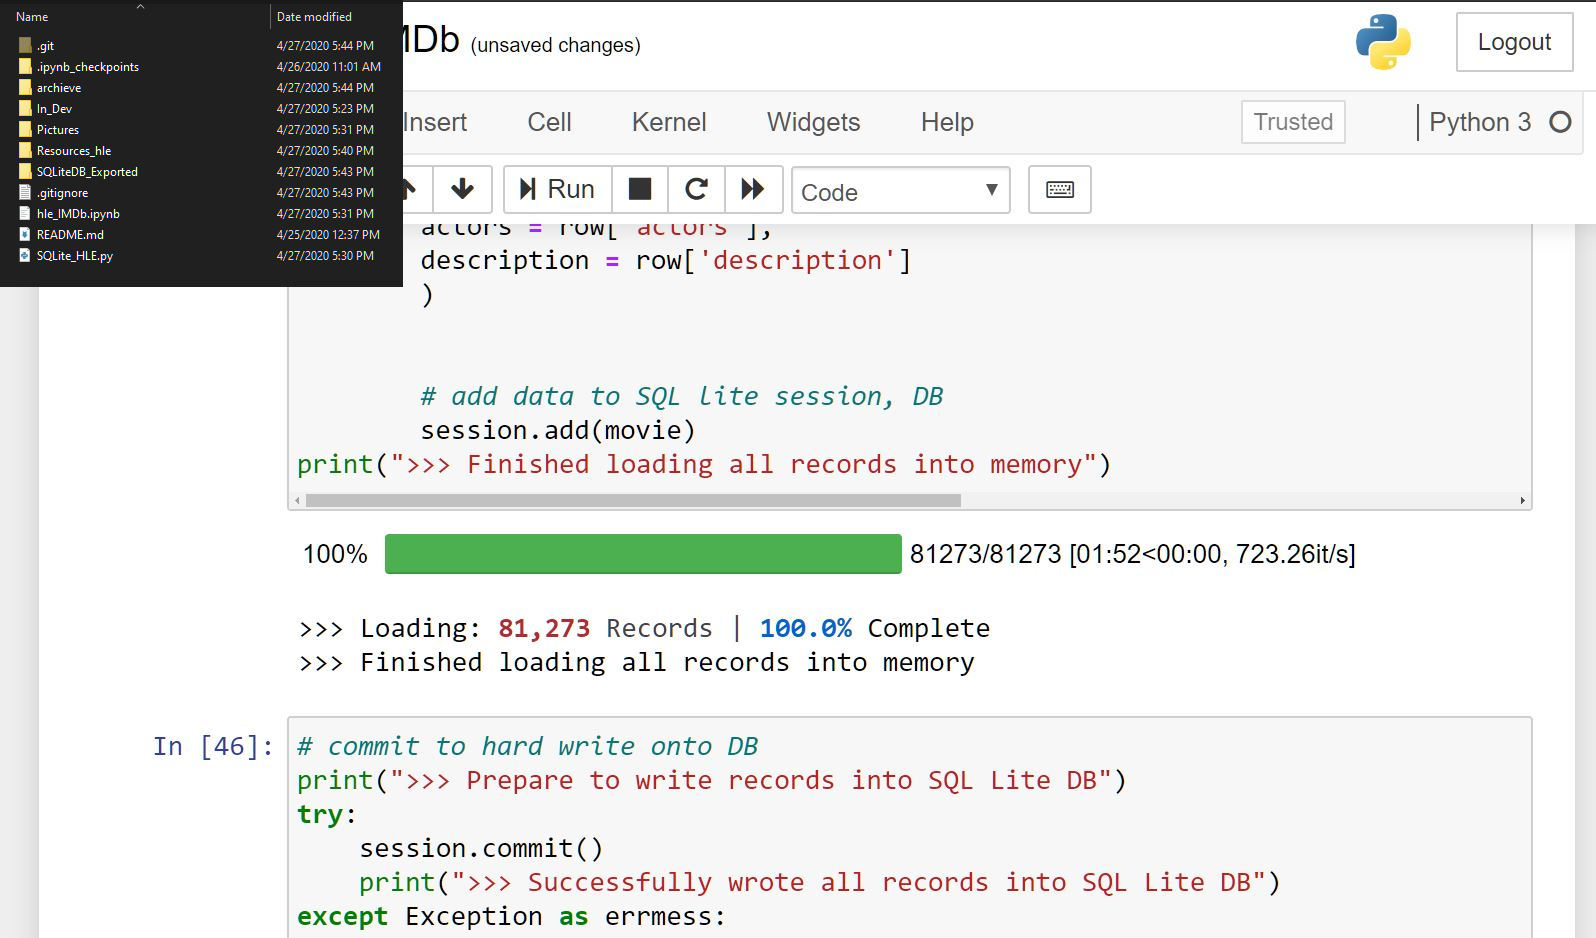 Name Date modified
.git 4/27/2020 5:44 PM
.ipynb_checkpoints 4/26/2020 11:01 AM
archieve 4/27/2020 5:44 PM
In_Dev 4/27/2020 5:23 PM
Pictures 4/27/2020 5:31 PM
Resources_hle 4/27/2020 5:40 PM
SQLiteDB_Exported 4/27/2020 5:43 PM
.gitignore 4/27/2020 5:43 PM
hle_IMDb.ipynb 4/27/2020 5:31 PM
README.md 4/25/2020 12:37 PM
SQLite_HLE.py 4/27/2020 5:30 PM
MDb (unsaved changes)
Logout
Insert Cell Kernel Widgets Help Trusted Python 3
Run Code
actors = row['actors'],
description = row['description']
)
# add data to SQL lite session, DB
session.add(movie)
print(">>> Finished loading all records into memory")
100% 81273/81273 [01:52<00:00, 723.26it/s]
>>> Loading: 81,273 Records | 100.0% Complete
>>> Finished loading all records into memory
In [46]: # commit to hard write onto DB
print(">>> Prepare to write records into SQL Lite DB")
try:
session.commit()
print(">>> Successfully wrote all records into SQL Lite DB")
except Exception as errmess: